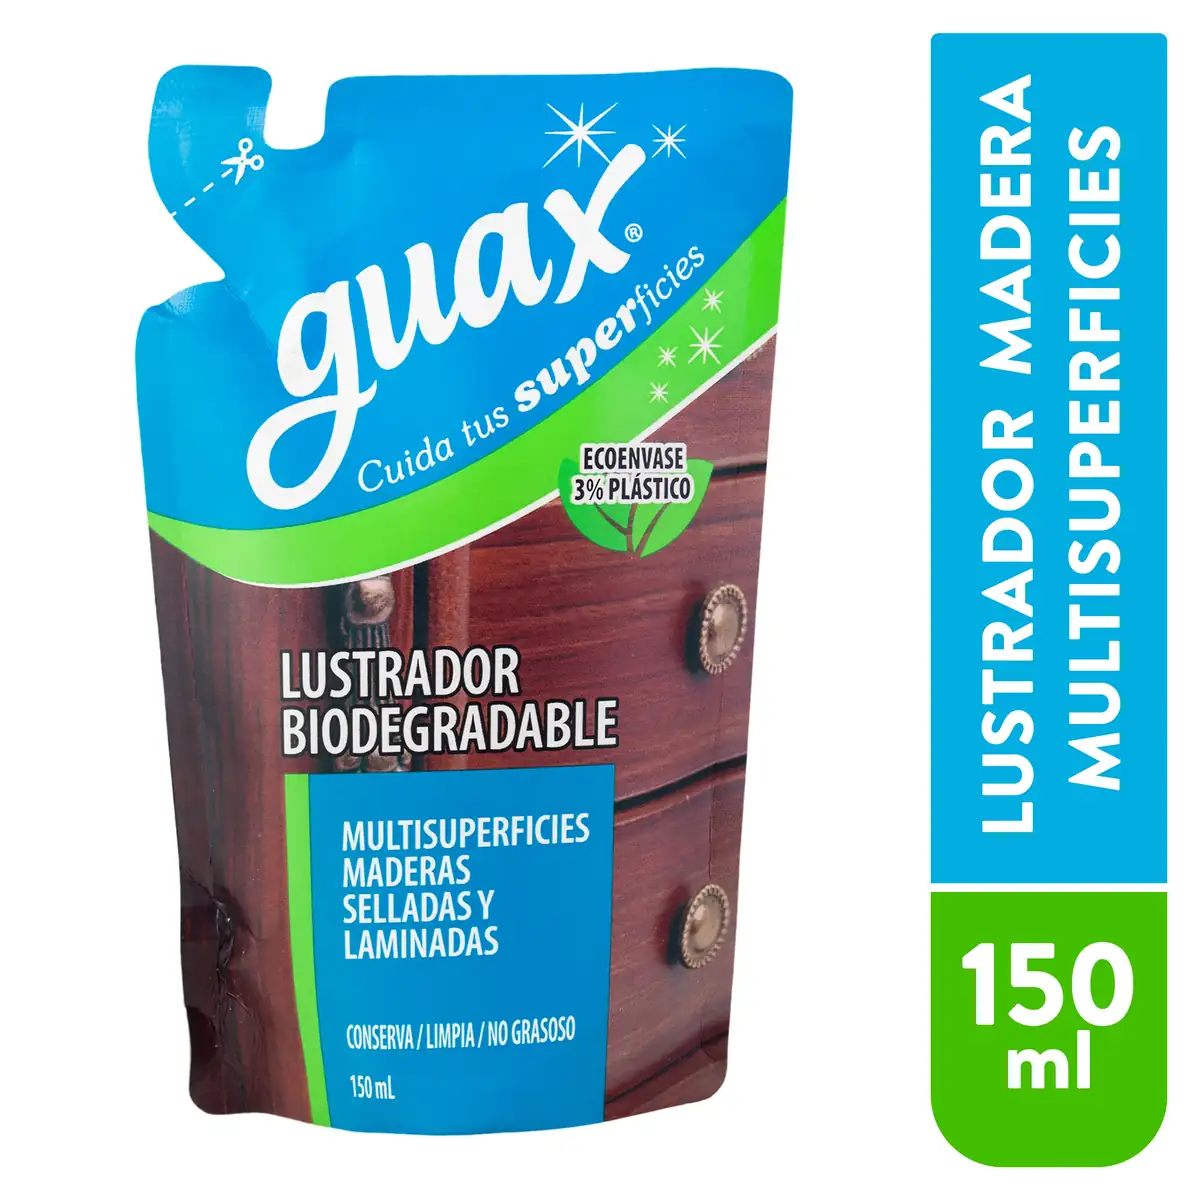 guax®
Cuida tus superficies
ECOENVASE
3% PLÁSTICO
LUSTRADOR
BIODEGRADABLE
MULTISUPERFICIES
MADERAS
SELLADAS Y
LAMINADAS
CONSERVA / LIMPIA / NO GRASOSO
150 mL
LUSTRADOR MADERA
MULTISUPERFICIES
150
ml